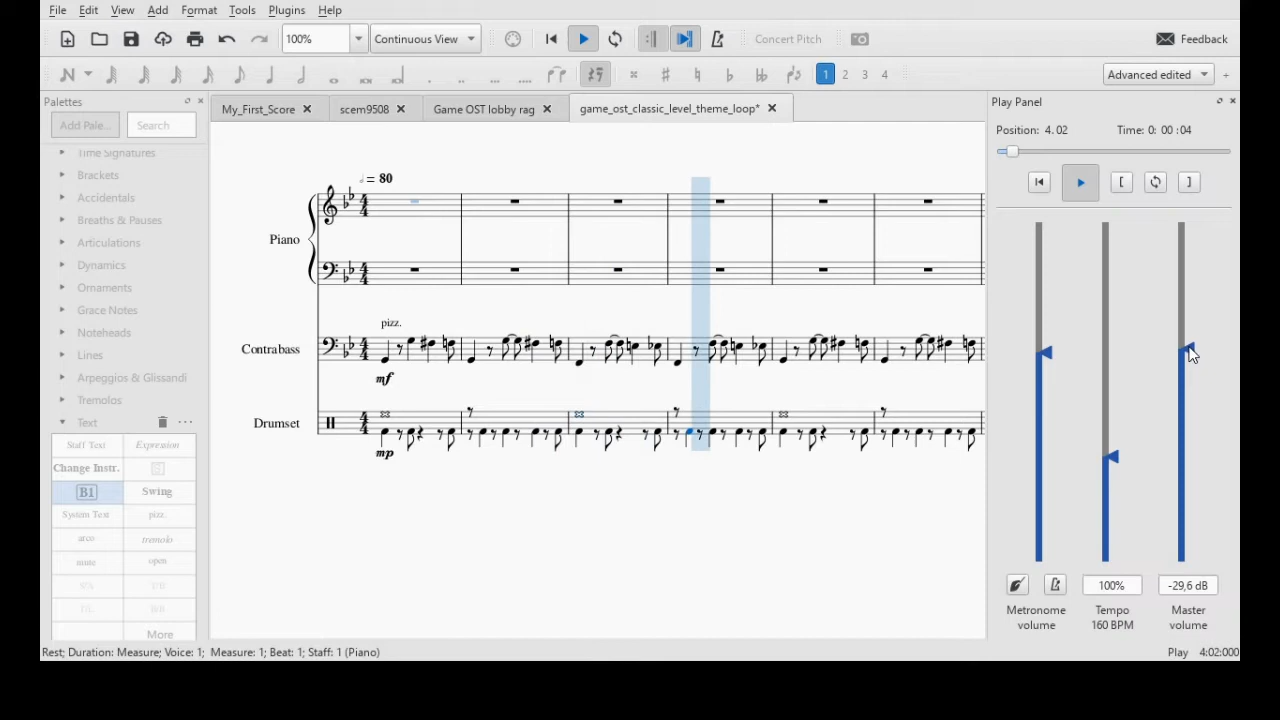 File Edit View Add Format Tools Plugins Help
100% Continuous View Concert Pitch Feedback
1 2 3 4 Advanced edited +
Palettes
My_First_Score scem9508 Game OST lobby rag game_ost_classic_level_theme_loop*
Play Panel
Add Pale... Search
Position: 4.02 Time: 0: 00 :04
Time Signatures
Brackets
Accidentals
Breaths & Pauses
Articulations
Dynamics
Ornaments
Grace Notes
Noteheads
Lines
Arpeggios & Glissandi
Tremolos
Text
Staff Text Expression
Change Instr. S
B1 Swing
System Text pizz.
arco tremolo
mute open
S/A T/B
T/L B/B
More
= 80
4
4
Piano
pizz.
Contrabass
mf
Drumset
mp
100% -29,6 dB
Metronome volume
Tempo 160 BPM
Master volume
Rest; Duration: Measure; Voice: 1; Measure: 1; Beat: 1; Staff: 1 (Piano) Play 4:02:000